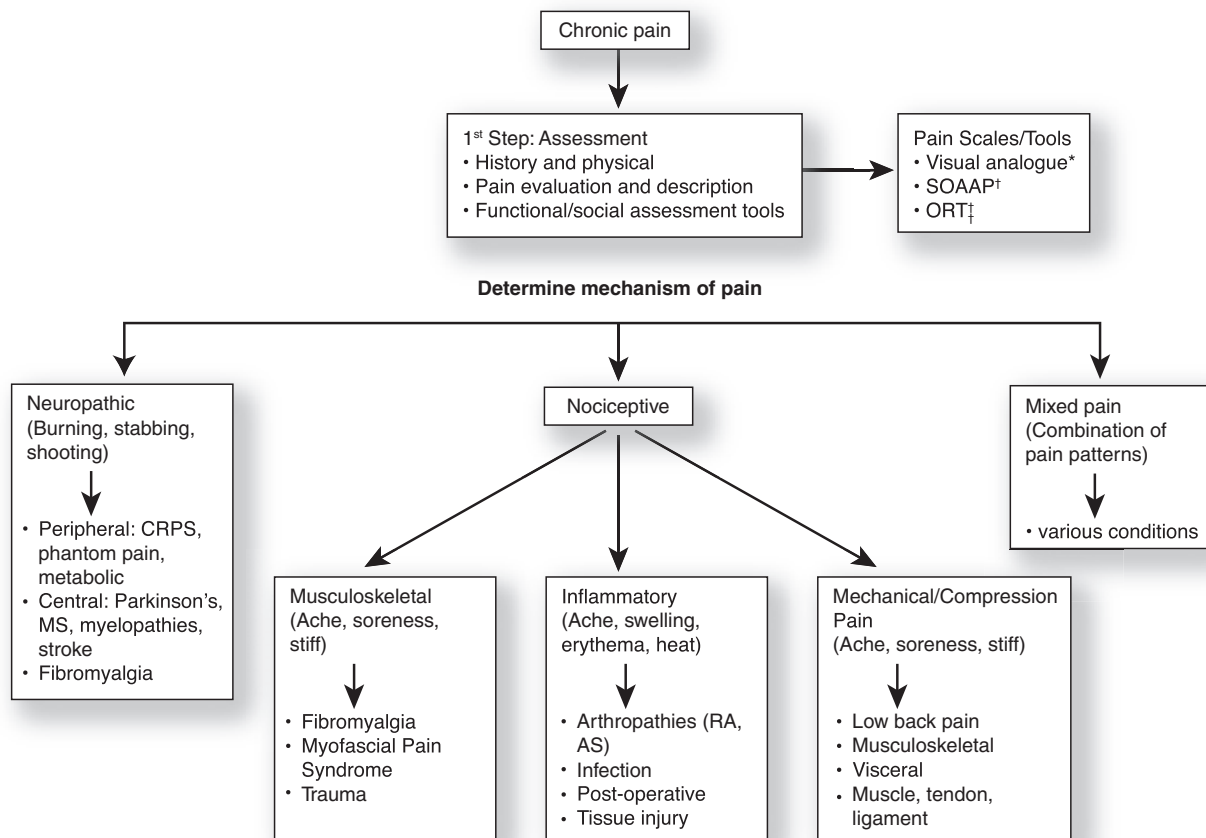 Chronic pain
1st Step: Assessment
• History and physical
• Pain evaluation and description
• Functional/social assessment tools
Pain Scales/Tools
• Visual analogue*
• SOAAP†
• ORT‡
Determine mechanism of pain
Neuropathic
(Burning, stabbing,
shooting)
• Peripheral: CRPS,
phantom pain,
metabolic
• Central: Parkinson's,
MS, myelopathies,
stroke
• Fibromyalgia
Nociceptive
Musculoskeletal
(Ache, soreness,
stiff)
• Fibromyalgia
• Myofascial Pain
Syndrome
• Trauma
Inflammatory
(Ache, swelling,
erythema, heat)
• Arthropathies (RA,
AS)
• Infection
• Post-operative
• Tissue injury
Mechanical/Compression
Pain
(Ache, soreness, stiff)
• Low back pain
• Musculoskeletal
• Visceral
• Muscle, tendon,
ligament
Mixed pain
(Combination of
pain patterns)
• various conditions